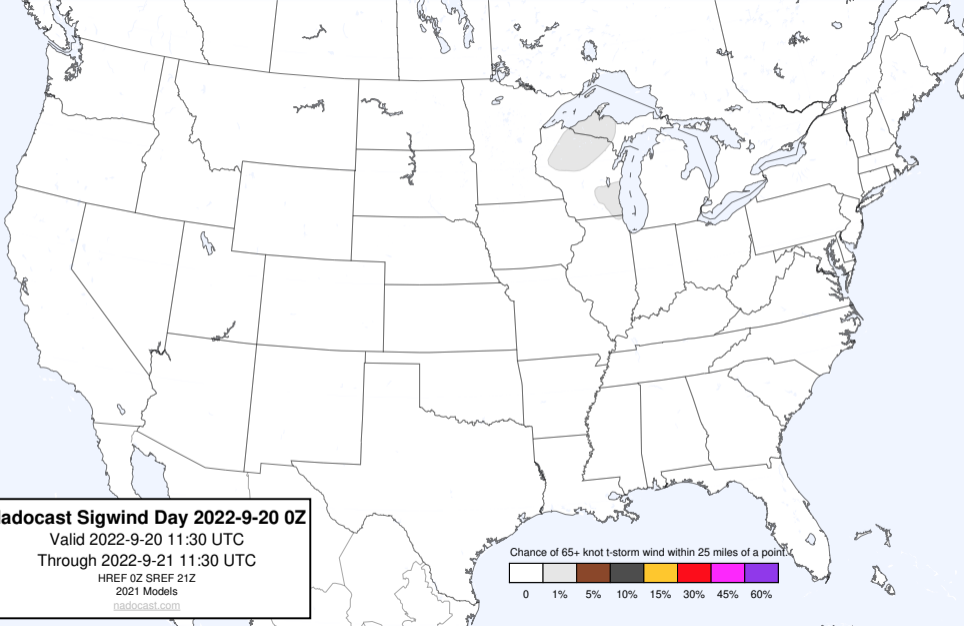 adocast Sigwind Day 2022-9-20 0Z
Valid 2022-9-20 11:30 UTC
Through 2022-9-21 11:30 UTC
HREF 0Z SREF 21Z
2021 Models
nadocast.com
Chance of 65+ knot t-storm wind within 25 miles of a point.
0 1% 5% 10% 15% 30% 45% 60%